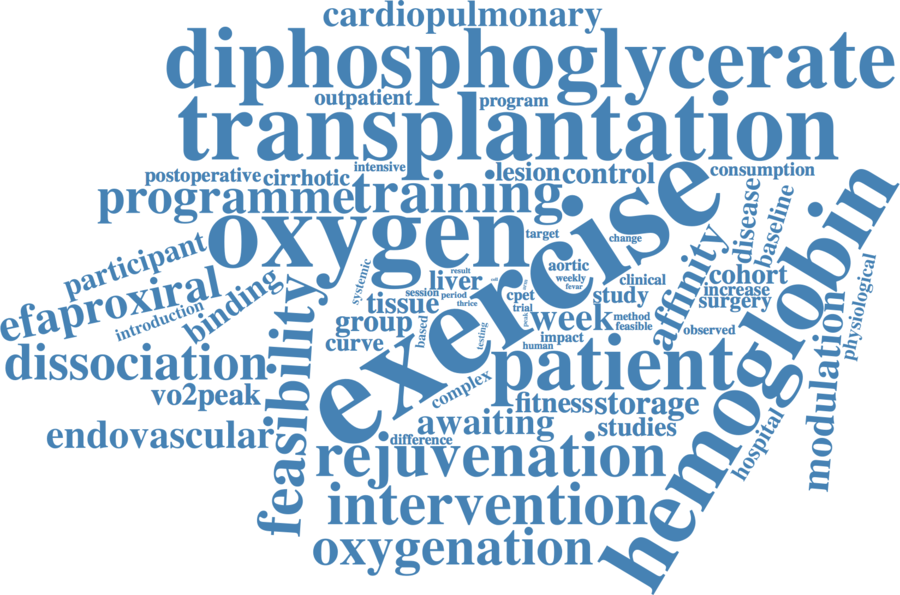 cardiopulmonary
diphosphoglycerate
outpatient
program
transplantation
intensive
postoperative
cirrhotic
lesion
control
consumption
programme
training
exercise
oxygen
target
change
disease
baseline
hemoglobin
participant
efaproxiral
introduction
binding
systemic
result
liver
session
period
thrice
aortic
weekly
fever
clinical
affinity
cohort
increase
surgery
physiological
tissue
cpet
trial
study
group
based
testing
week
method
feasible
observed
curve
peak
human
impact
feasibility
dissociation
vo2peak
complex
patient
modulation
fitness
storage
endovascular
awaiting
studies
difference
hospital
rejuvenation
intervention
oxygenation